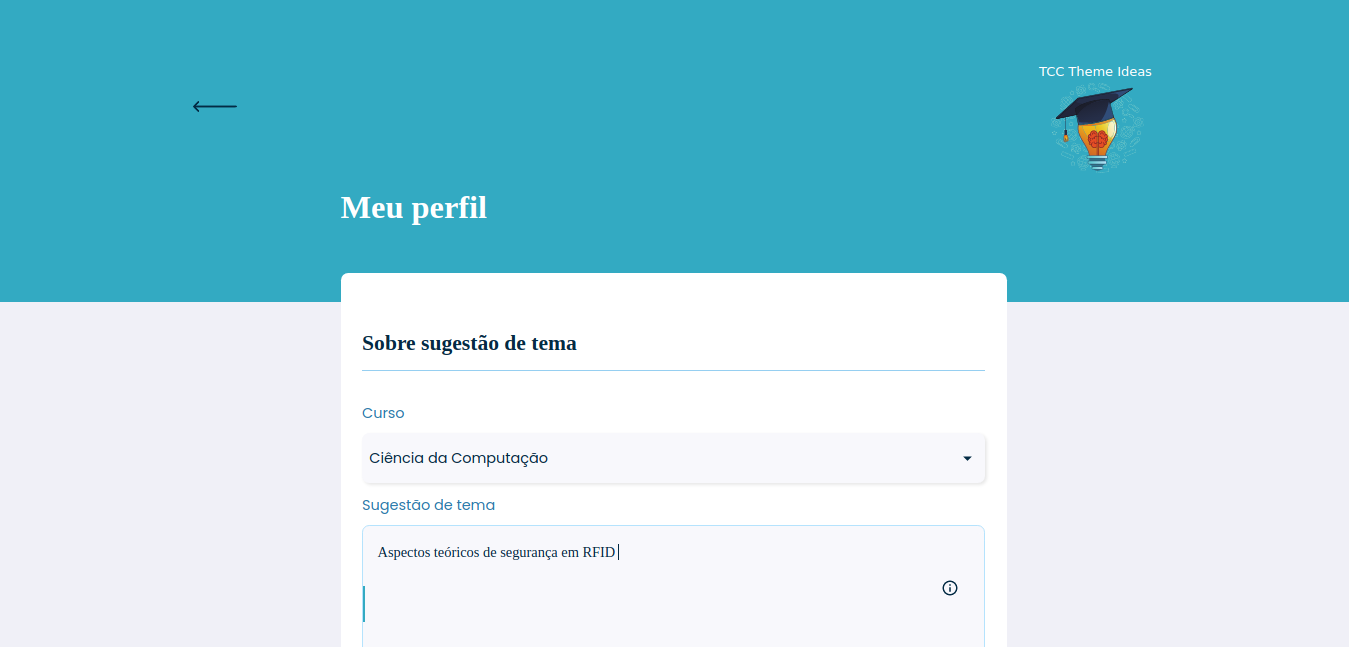 TCC Theme Ideas
Meu perfil
Sobre sugestão de tema
Curso
Ciência da Computação
Sugestão de tema
Aspectos teóricos de segurança em RFID